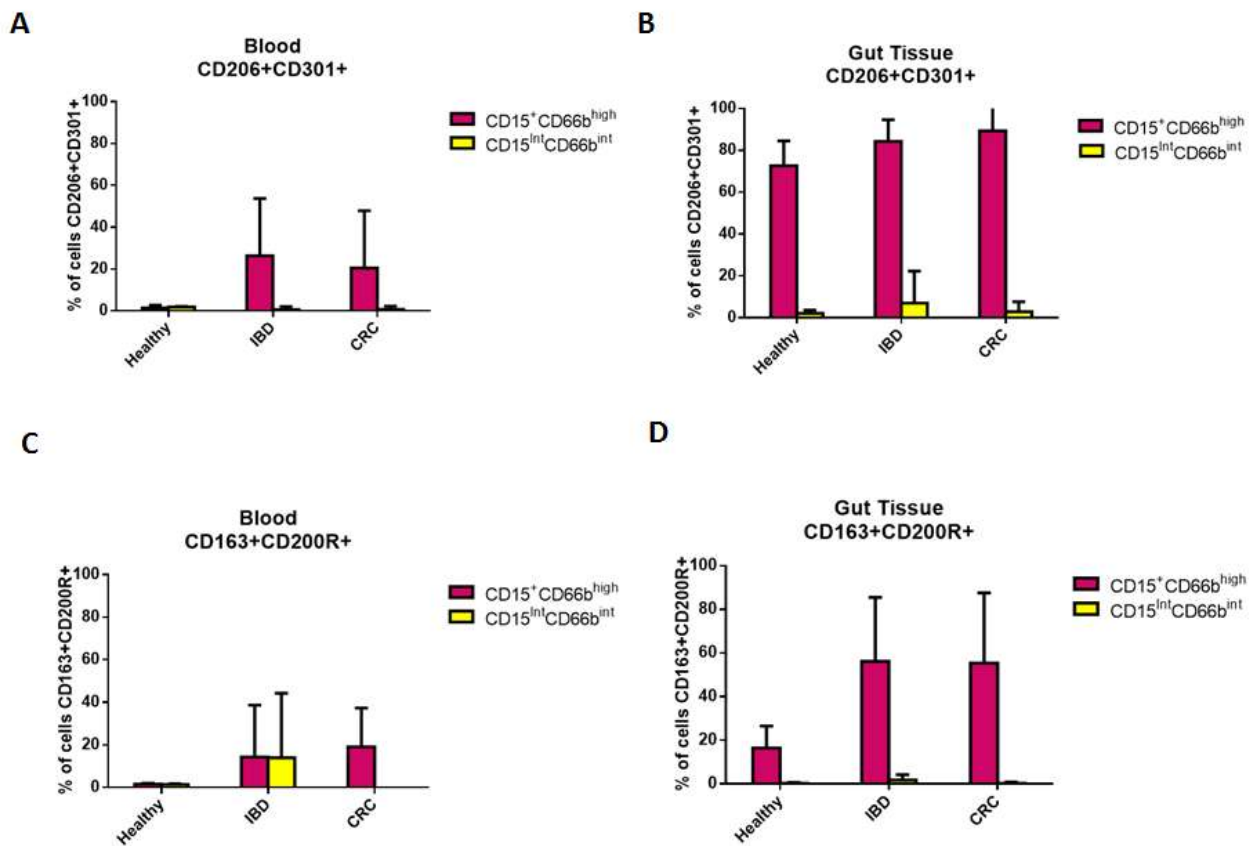 A
Blood
CD206+CD301+
% of cells CD206+CD301+
100
80
60
40
20
0
Healthy
IBD
CRC
CD15⁺CD66bʰⁱᵍʰ
CD15ᴵⁿᵗCD66bⁱⁿᵗ
B
Gut Tissue
CD206+CD301+
% of cells CD206+CD301+
100
80
60
40
20
0
Healthy
IBD
CRC
CD15⁺CD66bʰⁱᵍʰ
CD15ᴵⁿᵗCD66bⁱⁿᵗ
C
Blood
CD163+CD200R+
% of cells CD163+CD200R+
100
80
60
40
20
0
Healthy
IBD
CRC
CD15⁺CD66bʰⁱᵍʰ
CD15ᴵⁿᵗCD66bⁱⁿᵗ
D
Gut Tissue
CD163+CD200R+
% of cells CD163+CD200R+
100
80
60
40
20
0
Healthy
IBD
CRC
CD15⁺CD66bʰⁱᵍʰ
CD15ᴵⁿᵗCD66bⁱⁿᵗ